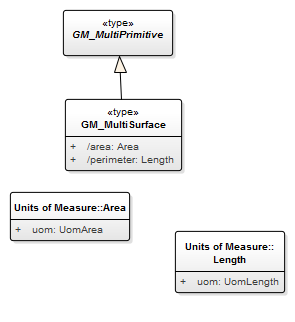 «type»
GM_MultiPrimitive
«type»
GM_MultiSurface
+ /area: Area
+ /perimeter: Length
Units of Measure::Area
+ uom: UomArea
Units of Measure::
Length
+ uom: UomLength